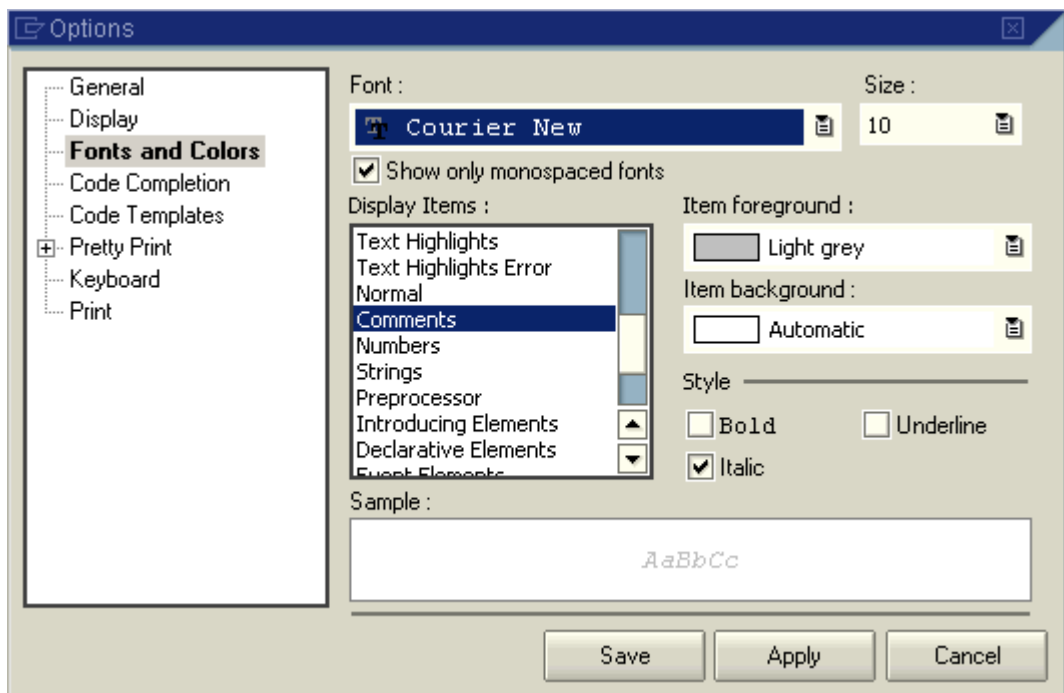 Options
General
Display
Fonts and Colors
Code Completion
Code Templates
Pretty Print
Keyboard
Print
Font :
Courier New
Size :
10
Show only monospaced fonts
Display Items :
Text Highlights
Text Highlights Error
Normal
Comments
Numbers
Strings
Preprocessor
Introducing Elements
Declarative Elements
Event Elements
Item foreground :
Light grey
Item background :
Automatic
Style
Bold
Underline
Italic
Sample :
AaBbCc
Save
Apply
Cancel